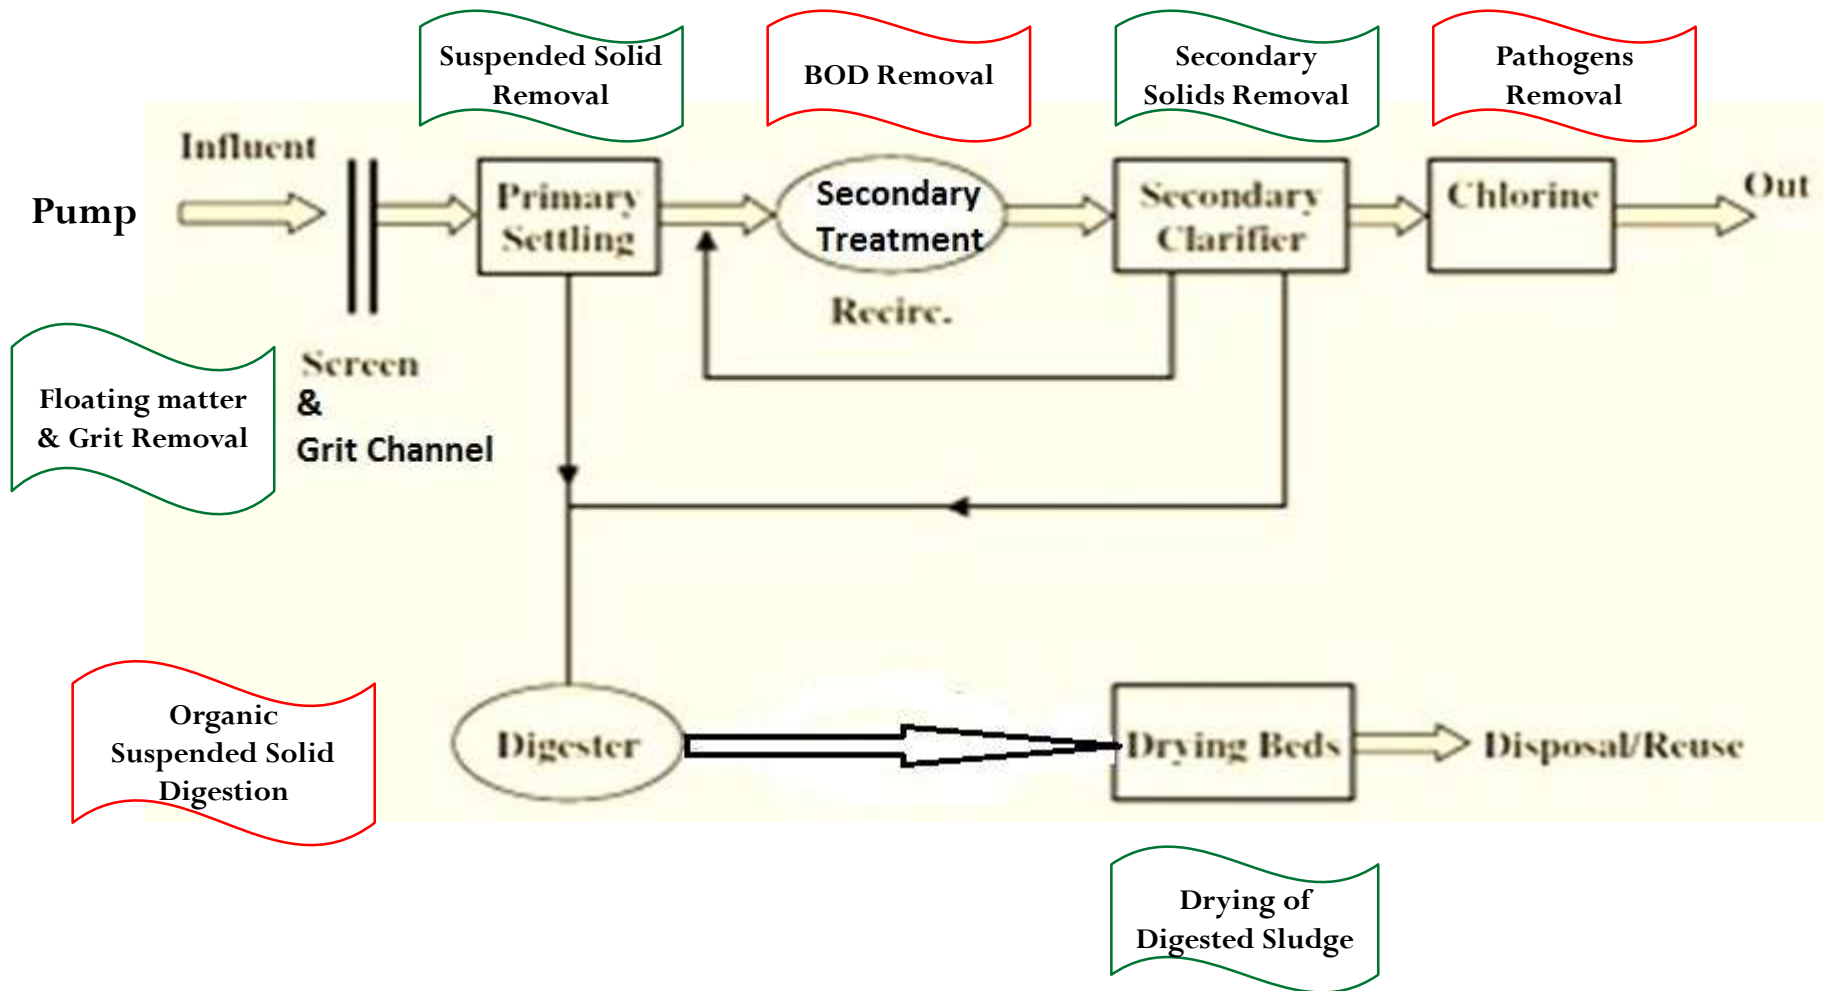 Suspended Solid
Removal
BOD Removal
Secondary
Solids Removal
Pathogens
Removal
Influent
Pump
Primary
Settling
Secondary
Treatment
Secondary
Clarifier
Chlorine
Out
Recirc.
Screen
&
Grit Channel
Floating matter
& Grit Removal
Organic
Suspended Solid
Digestion
Digester
Drying Beds
Disposal/Reuse
Drying of
Digested Sludge